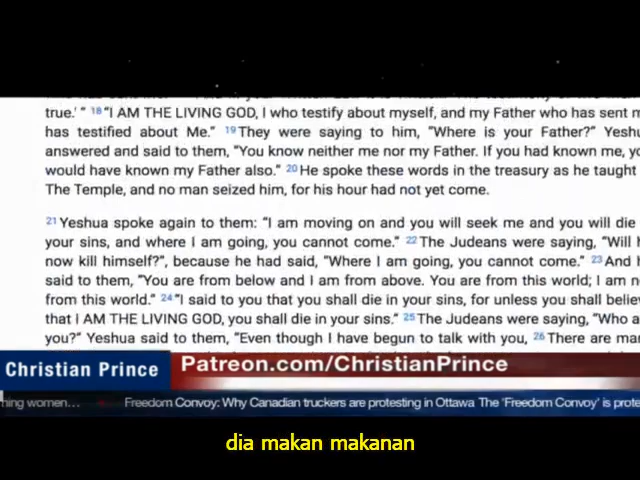 true.' " 18 "I AM THE LIVING GOD, I who testify about myself, and my Father who has sent
has testified about Me." 19 They were saying to him, "Where is your Father?"
answered and said to them, "You know neither me nor my Father. If you had known me,
would have known my Father also." 20 He spoke these words in the treasury as he taught
The Temple, and no man seized him, for his hour had not yet come.
21 Yeshua spoke again to them: "I am moving on and you will seek me and you will die
your sins, and where I am going, you cannot come." 22 The Judeans were saying, "Will
now kill himself?", because he had said, "Where I am going, you cannot come." 23 And
said to them, "You are from below and I am from above. You are from this world; I am
from this world." 24 "I said to you that you shall die in your sins, for unless you shall
that I AM THE LIVING GOD, you shall die in your sins." 25 The Judeans were saying, "Who
you?" Yeshua said to them, "Even though I have begun to talk with you, 26 There are
Christian Prince
Patreon.com/ChristianPrince
women... Freedom Convoy: Why Canadian truckers are protesting in Ottawa The 'Freedom Convoy' is
dia makan makanan